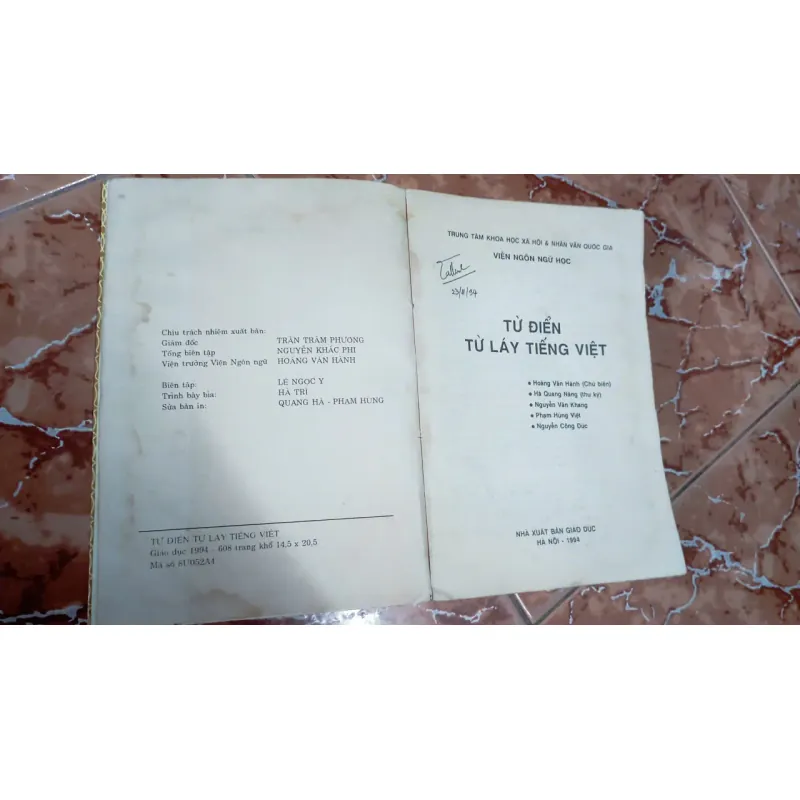 Chịu trách nhiệm xuất bản:
Giám đốc TRẦN TRÂM PHƯƠNG
Tổng biên tập NGUYỄN KHẮC PHI
Viện trưởng Viện Ngôn ngữ HOÀNG VĂN HÀNH
Biên tập: LÊ NGỌC Y
Trình bày bìa: HÀ TRÌ
Sửa bản in: QUANG HÀ - PHẠM HÙNG
TỪ ĐIỂN TỪ LÁY TIẾNG VIỆT
Giáo dục 1994 - 608 trang khổ 14,5 x 20,5
Mã số 8U052A4
TRUNG TÂM KHOA HỌC XÃ HỘI & NHÂN VĂN QUỐC GIA
VIỆN NGÔN NGỮ HỌC
TỪ ĐIỂN
TỪ LÁY TIẾNG VIỆT
● Hoàng Văn Hành (Chủ biên)
● Hà Quang Năng (thư ký)
● Nguyễn Văn Khang
● Phạm Hùng Việt
● Nguyễn Công Đức
NHÀ XUẤT BẢN GIÁO DỤC
HÀ NỘI - 1994